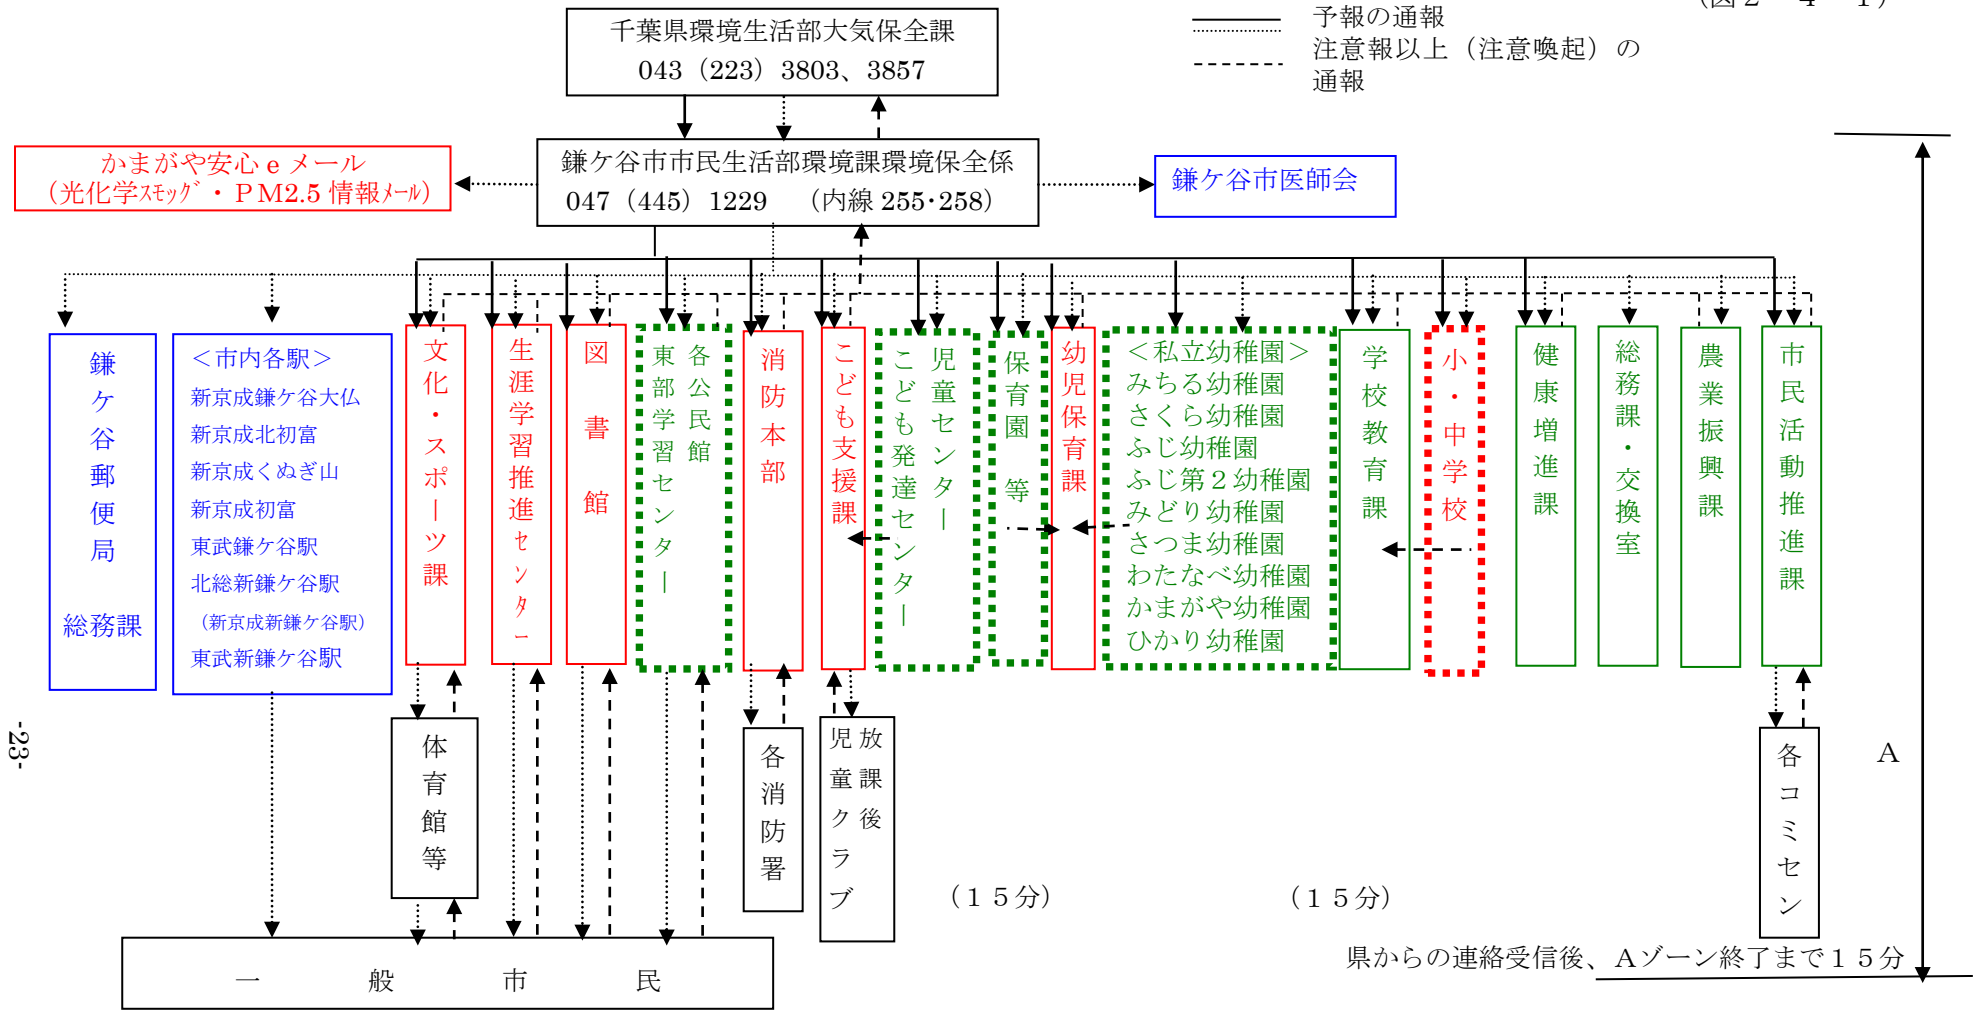 予報の通報
注意報以上（注意喚起）の
通報
千葉県環境生活部大気保全課
043（223）3803、3857
鎌ケ谷市市民生活部環境課環境保全係
047（445）1229　（内線 255･258）
かまがや安心 e メール
（光化学ｽﾓｯｸﾞ・ＰＭ2.5 情報ﾒｰﾙ）
鎌ケ谷市医師会
鎌ケ谷郵便局　総務課
＜市内各駅＞
新京成鎌ケ谷大仏
新京成北初富
新京成くぬぎ山
新京成初富
東武鎌ケ谷駅
北総新鎌ケ谷駅
（新京成新鎌ケ谷駅）
東武新鎌ケ谷駅
文化・スポーツ課
生涯学習推進ｾﾝﾀｰ
図書館
各公民館
東部学習センター
消防本部
こども支援課
児童センター
こども発達センター
保育園等
幼児保育課
＜私立幼稚園＞
みちる幼稚園
さくら幼稚園
ふじ幼稚園
ふじ第２幼稚園
みどり幼稚園
さつま幼稚園
わたなべ幼稚園
かまがや幼稚園
ひかり幼稚園
学校教育課
小・中学校
健康増進課
総務課・交換室
農業振興課
市民活動推進課
体育館等
各消防署
放課後
児童クラブ
各コミセン
A
（１５分）
（１５分）
県からの連絡受信後、Aゾーン終了まで１５分
一般市民
-23-